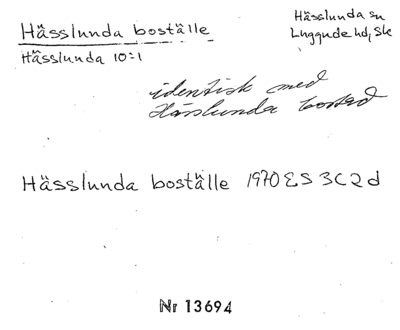 Hässlunda boställe
Hässlunda sn
Luggude hd, Sk
Hässlunda 10:1
identisk med
Hässlunda bostad
Hässlunda boställe 1970 ES 3C2d
Nr 13694